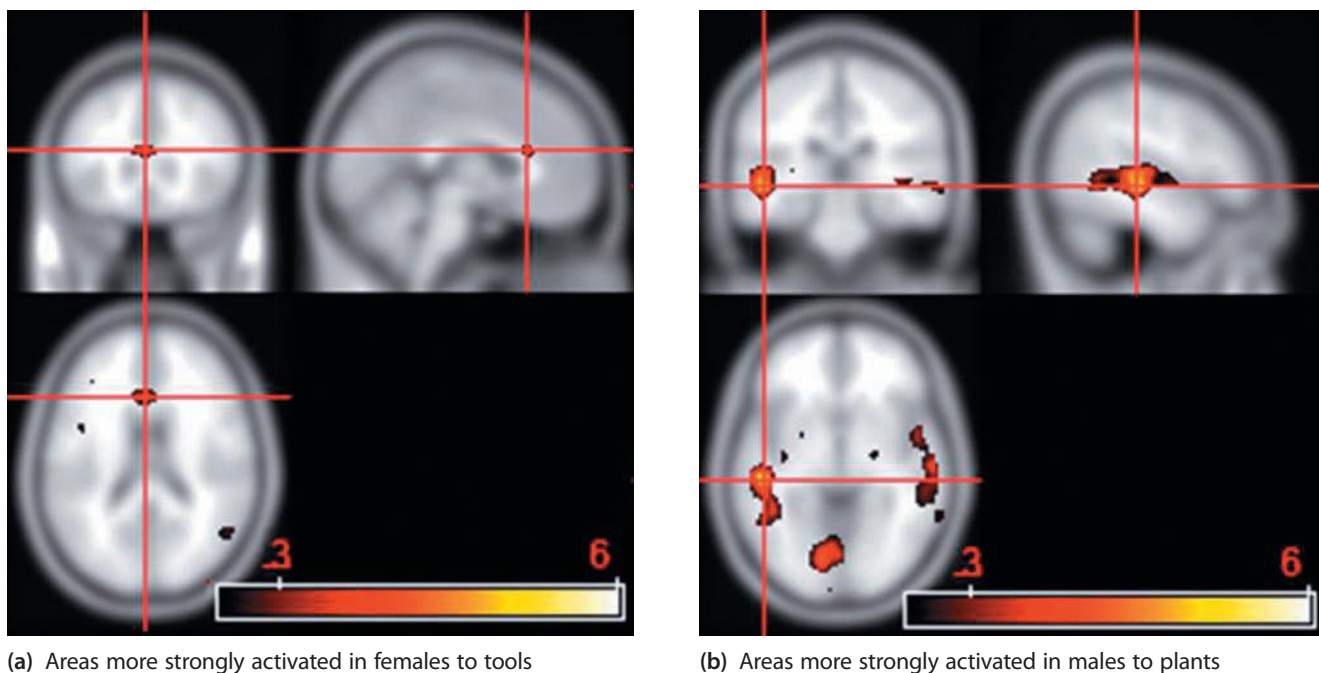 .3 6
.3 6
(a) Areas more strongly activated in females to tools
(b) Areas more strongly activated in males to plants